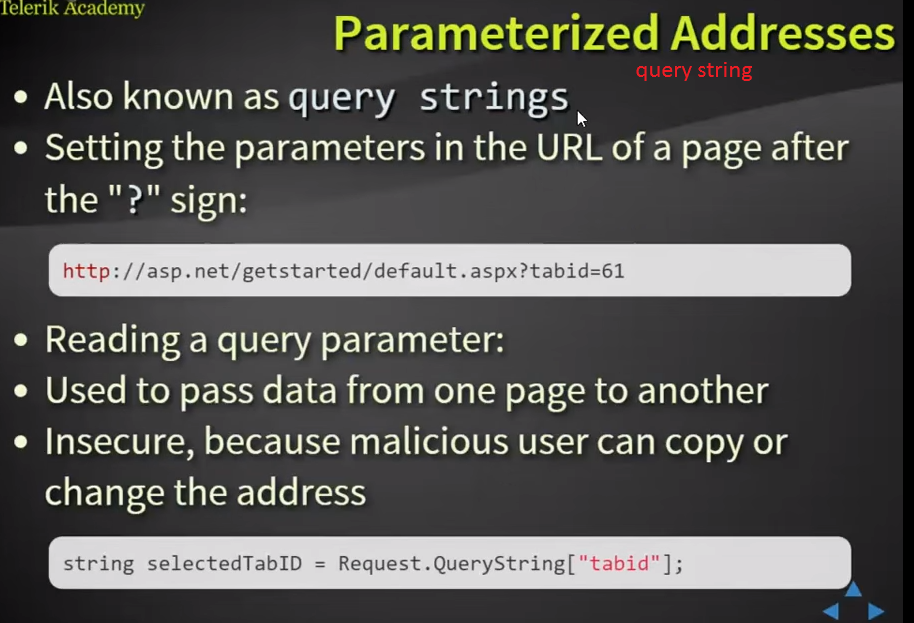 Telerik Academy
Parameterized Addresses
query string
• Also known as query strings
• Setting the parameters in the URL of a page after
the "?" sign:
http://asp.net/getstarted/default.aspx?tabid=61
• Reading a query parameter:
• Used to pass data from one page to another
• Insecure, because malicious user can copy or
change the address
string selectedTabID = Request.QueryString["tabid"];